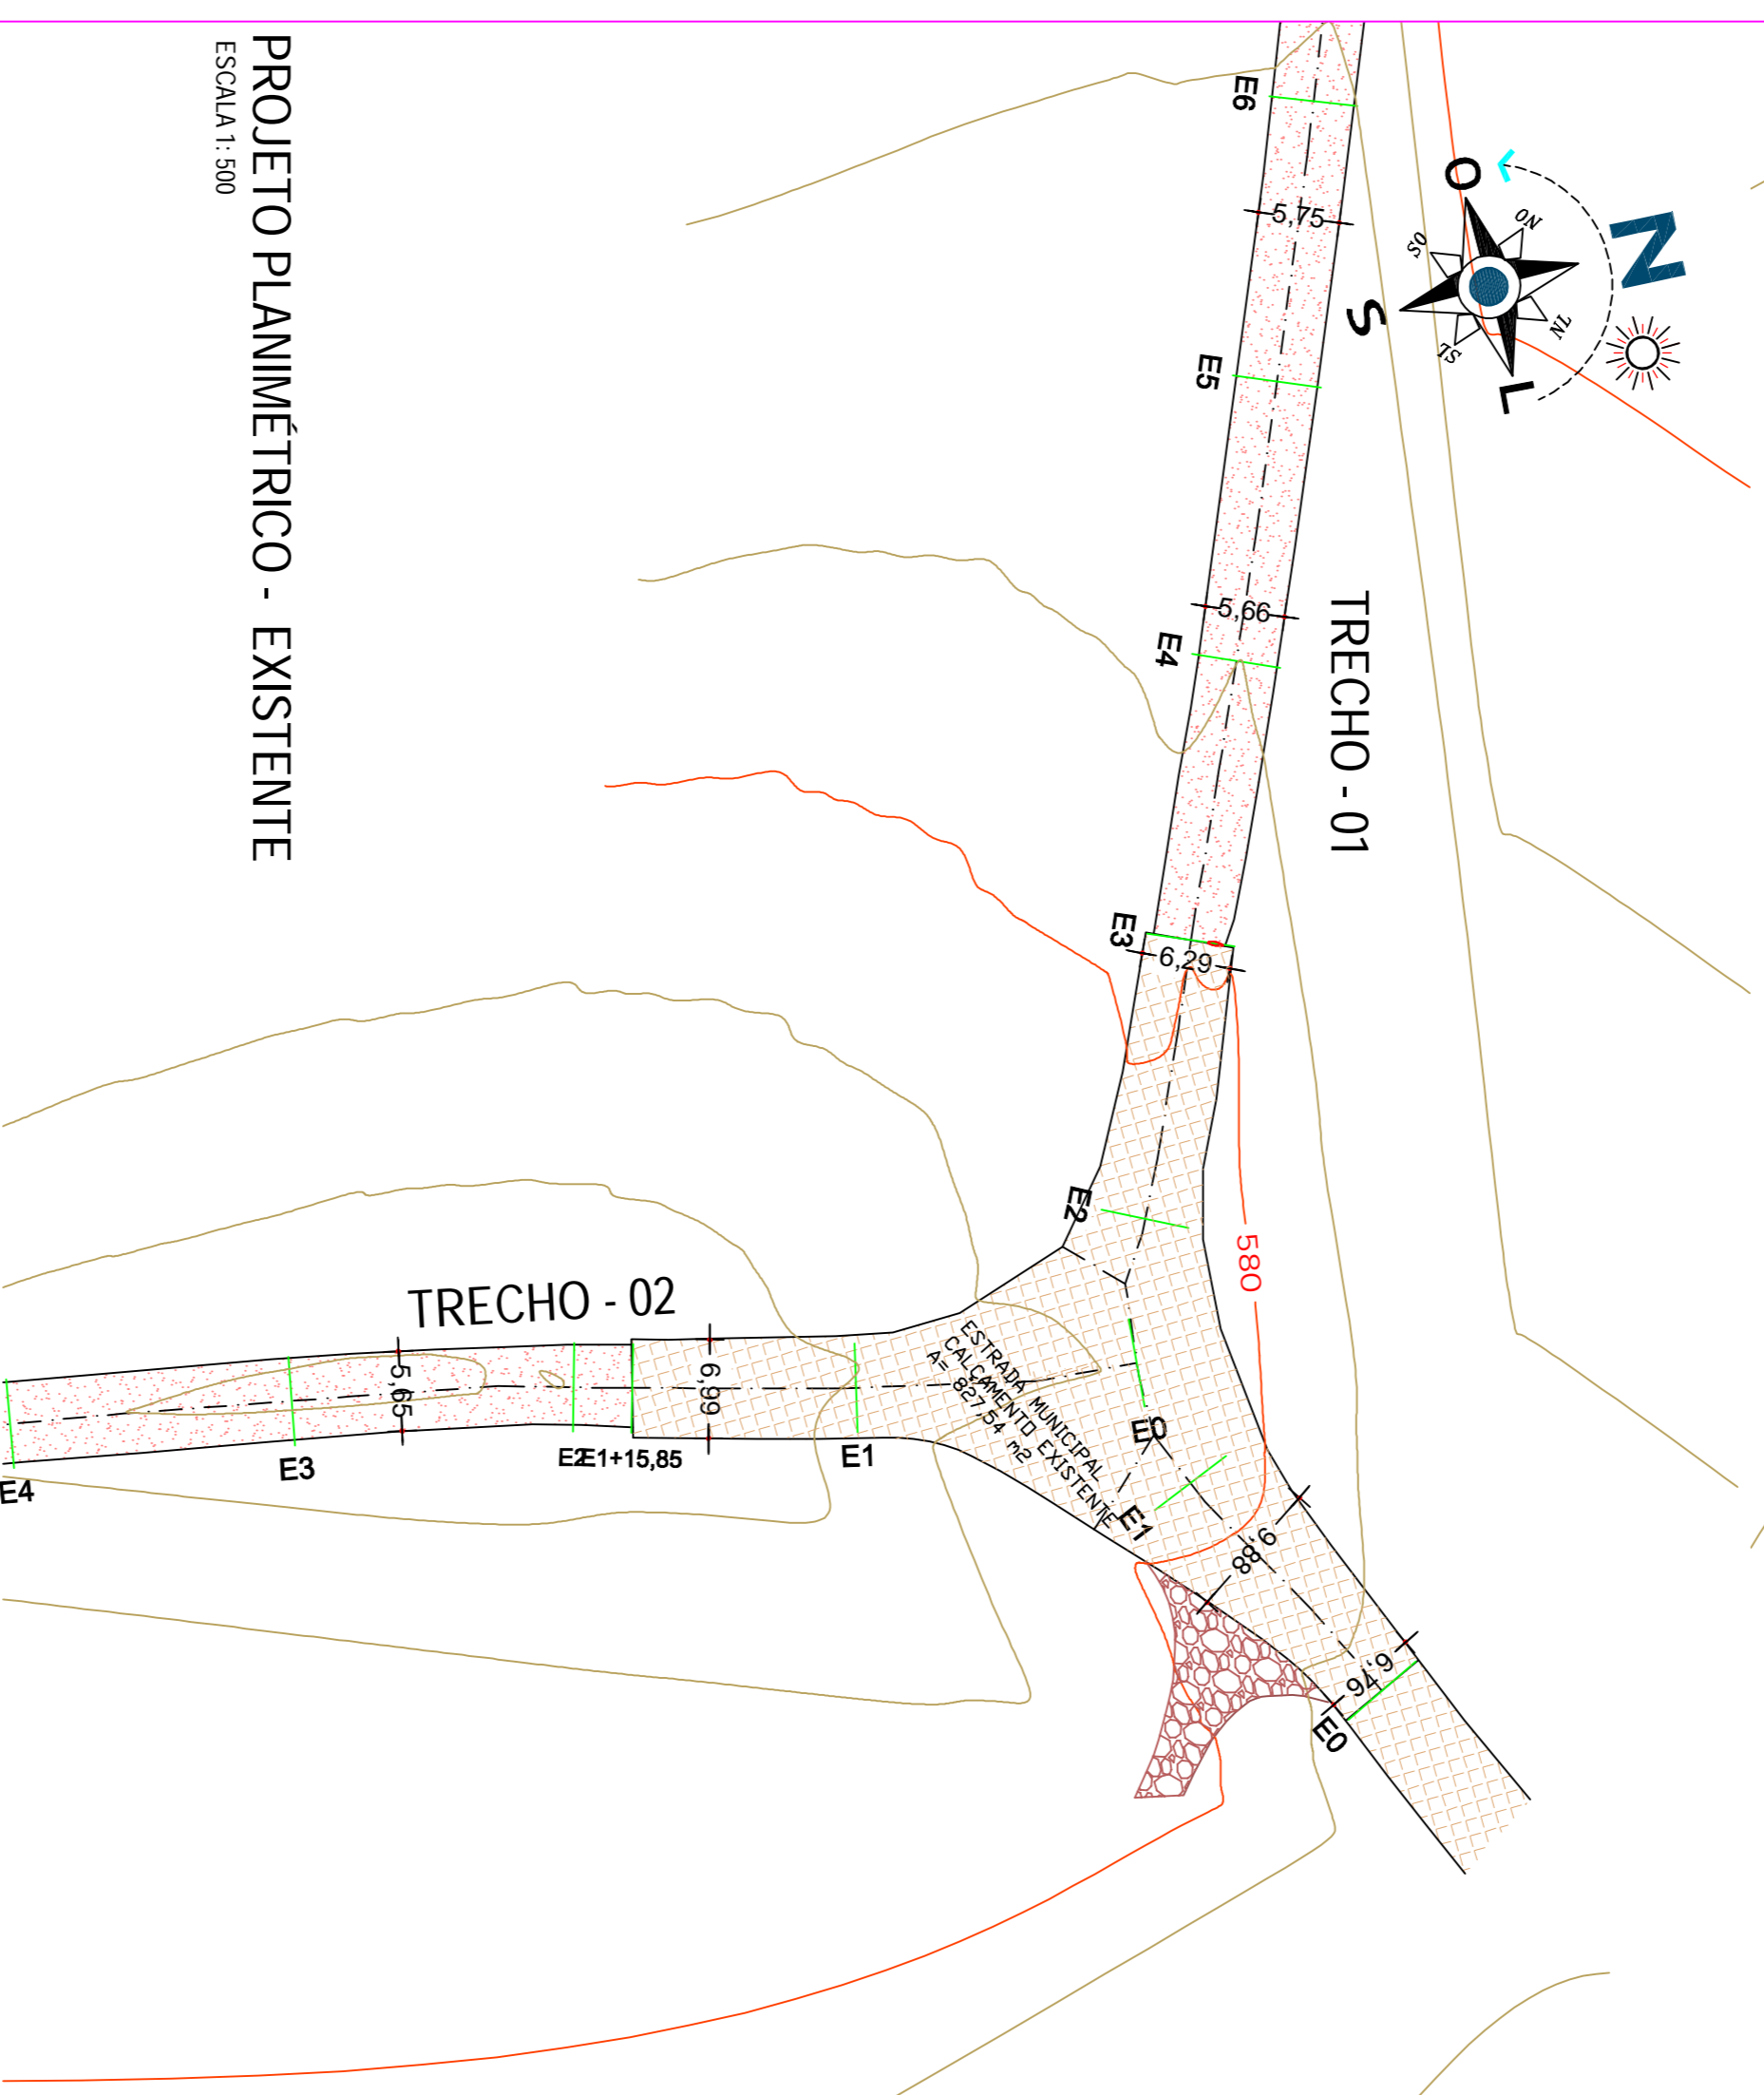 PROJETO PLANIMÉTRICO - EXISTENTE
ESCALA 1: 500
E6
5,75
E5
5,66
E4
TRECHO - 01
E3
6,29
E2
580
N
O
NO
SO
S
SL
NL
L
TRECHO - 02
5,65
6,99
E4
E3
E2
E1+15,85
E1
ESTRADA MUNICIPAL
CALÇAMENTO EXISTENTE
A= 827,54 m2
E0
E1
9,88
6,94
E0